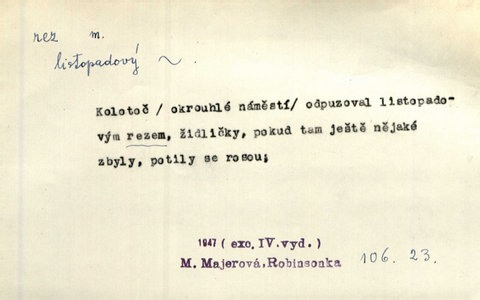 rez m.
listopadový ~.
Kolotoč / okrouhlé náměstí/ odpuzoval listopado-
vým rezem, židličky, pokud tam ještě nějaké
zbyly, potily se rosou;
1947 ( exc. IV. vyd. )
M. Majerová, Robinsonka 106. 23.